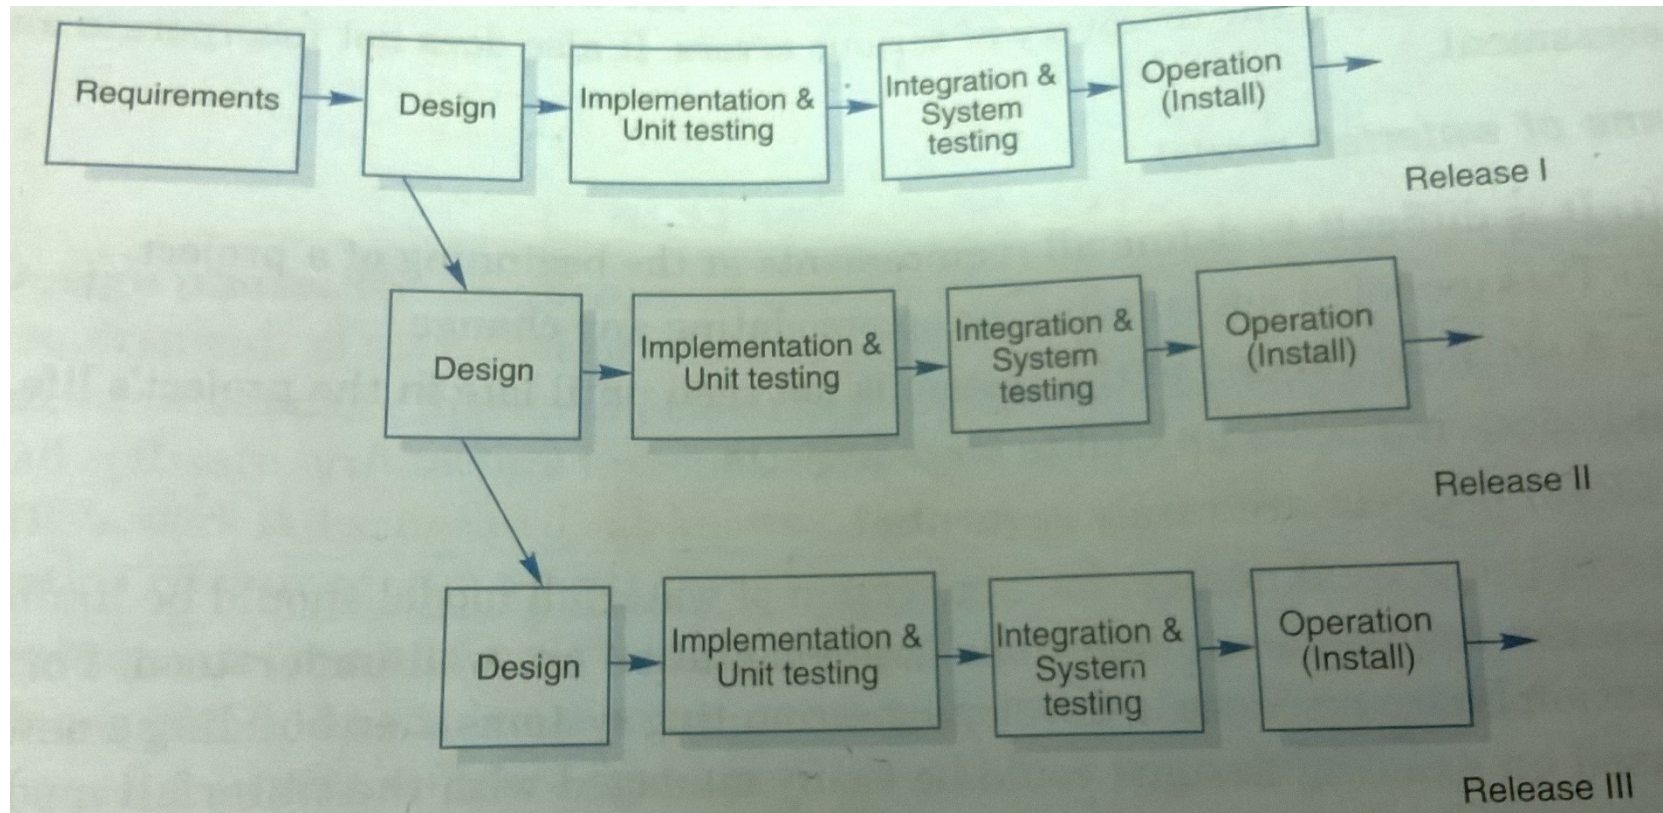 Requirements
Design
Implementation &
Unit testing
Integration &
System
testing
Operation
(Install)
Release I
Design
Implementation &
Unit testing
Integration &
System
testing
Operation
(Install)
Release II
Design
Implementation &
Unit testing
Integration &
System
testing
Operation
(Install)
Release III